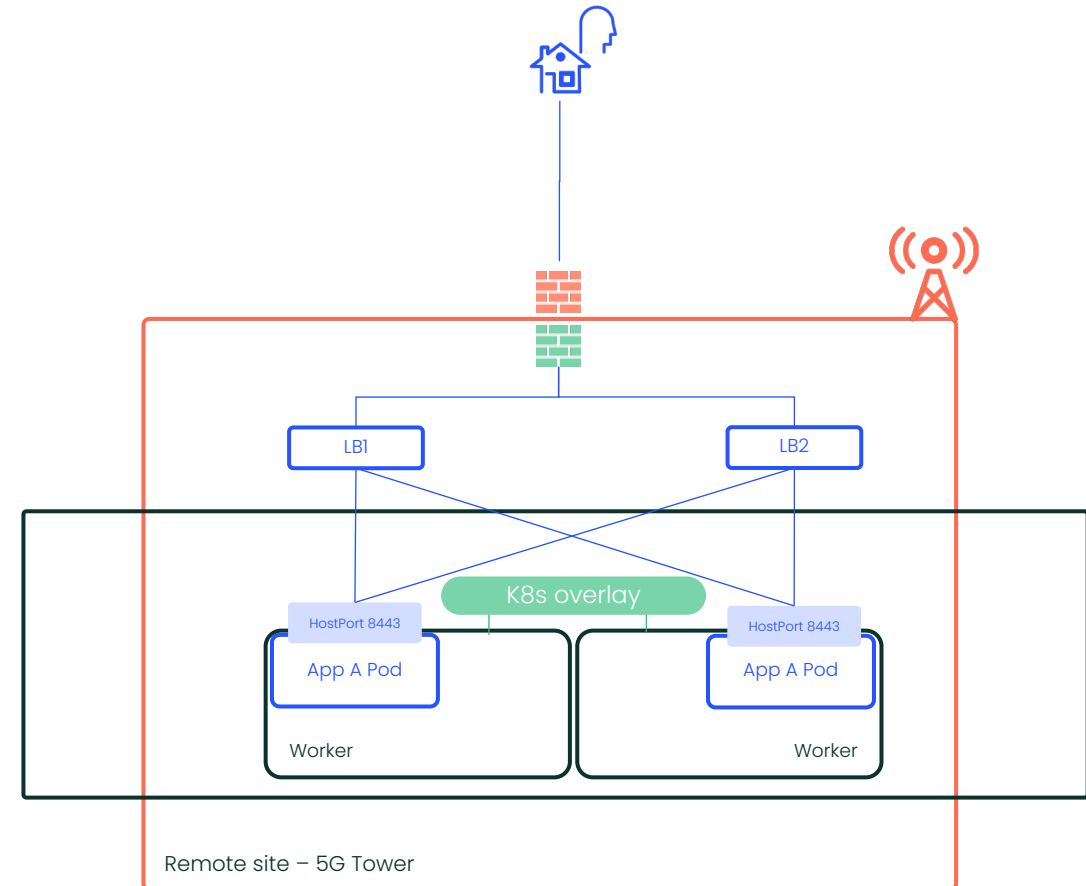 LB1
LB2
K8s overlay
HostPort 8443
HostPort 8443
App A Pod
App A Pod
Worker
Worker
Remote site – 5G Tower